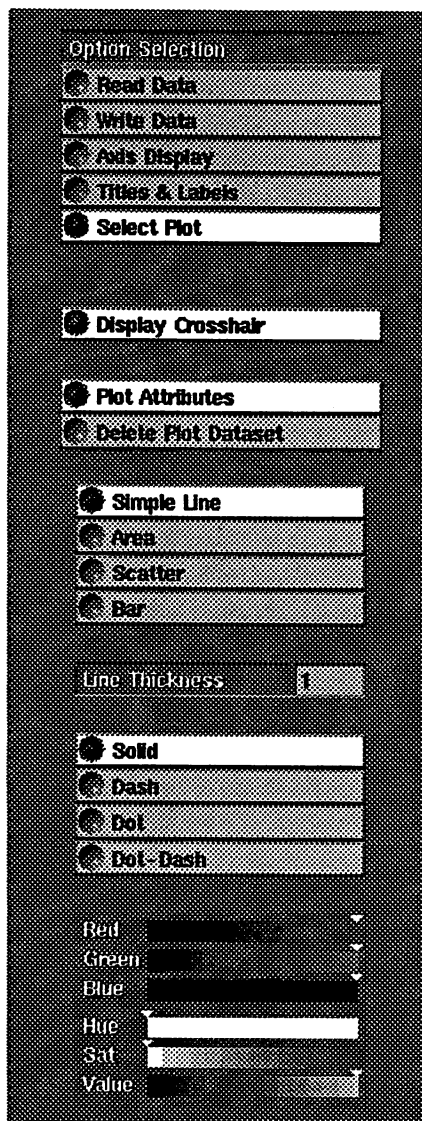 Option Selection
Read Data
Write Data
Axis Display
Titles & Labels
Select Plot
Display Crosshair
Plot Attributes
Delete Plot Dataset
Simple Line
Area
Scatter
Bar
Line Thickness 1
Solid
Dash
Dot
Dot-Dash
Red
Green
Blue
Hue
Sat
Value